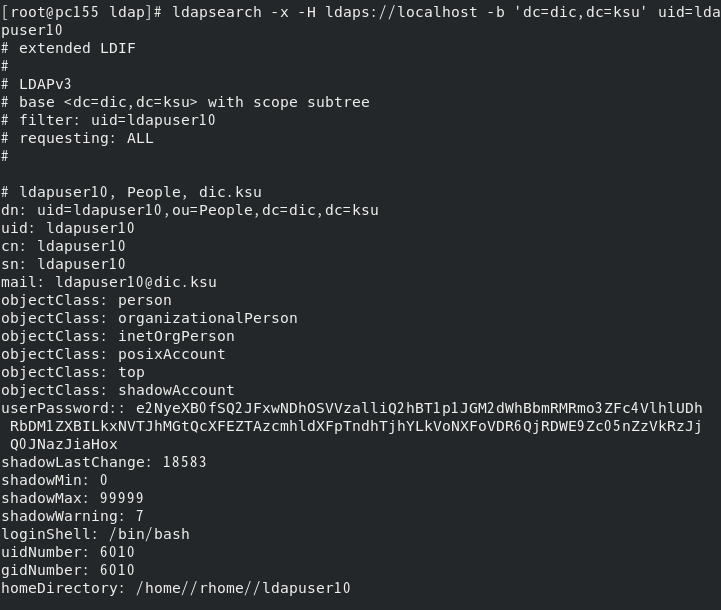 [root@pc155 ldap]# ldapsearch -x -H ldaps://localhost -b 'dc=dic,dc=ksu' uid=lda
puser10
# extended LDIF
#
# LDAPv3
# base <dc=dic,dc=ksu> with scope subtree
# filter: uid=ldapuser10
# requesting: ALL
#
# ldapuser10, People, dic.ksu
dn: uid=ldapuser10,ou=People,dc=dic,dc=ksu
uid: ldapuser10
cn: ldapuser10
sn: ldapuser10
mail: ldapuser10@dic.ksu
objectClass: person
objectClass: organizationalPerson
objectClass: inetOrgPerson
objectClass: posixAccount
objectClass: top
objectClass: shadowAccount
userPassword:: e2NyeXB0fSQ2JFxwNDhOSVVzalliQ2hBT1p1JGM2dWhBbmRMRmo3ZFc4VlhlUDh
RbDM1ZXBILkxNVTJhMGtQcXFEZTAzcmhldXFpTndhTjhYLkVoNXFoVDR6QjRDWE9Zc05nZzVkRzJj
Q0JNazJiaHox
shadowLastChange: 18583
shadowMin: 0
shadowMax: 99999
shadowWarning: 7
loginShell: /bin/bash
uidNumber: 6010
gidNumber: 6010
homeDirectory: /home//rhome//ldapuser10